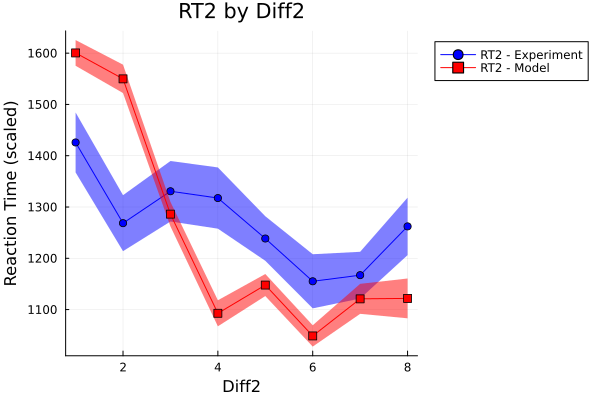 RT2 by Diff2
RT2 - Experiment
RT2 - Model
Reaction Time (scaled)
1600
1500
1400
1300
1200
1100
2 4 6 8
Diff2